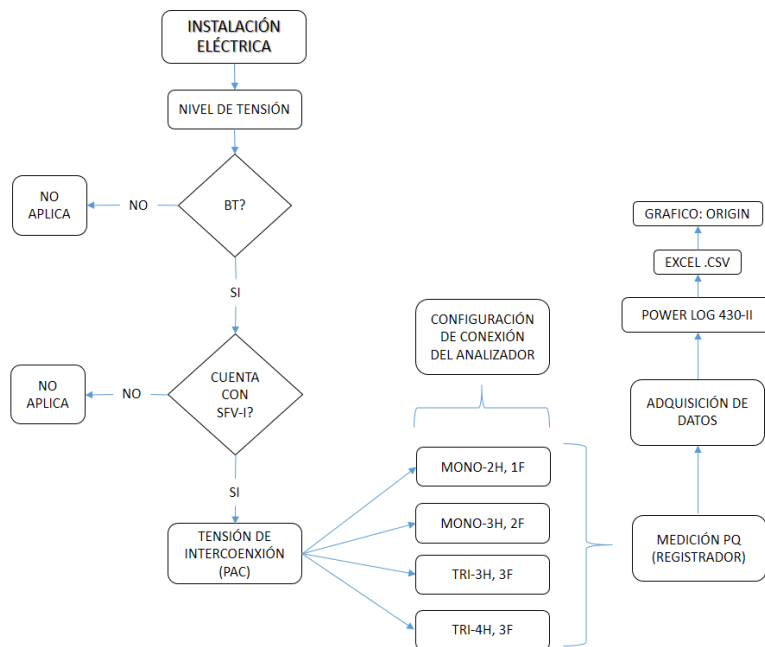 INSTALACIÓN
ELÉCTRICA
NIVEL DE TENSIÓN
BT?
NO
NO
APLICA
SI
CUENTA
CON
SFV-I?
NO
NO
APLICA
SI
TENSIÓN DE
INTERCOENXIÓN
(PAC)
CONFIGURACIÓN
DE CONEXIÓN
DEL ANALIZADOR
MONO-2H, 1F
MONO-3H, 2F
TRI-3H, 3F
TRI-4H, 3F
MEDICIÓN PQ
(REGISTRADOR)
ADQUISICIÓN DE
DATOS
POWER LOG 430-II
EXCEL .CSV
GRAFICO: ORIGIN